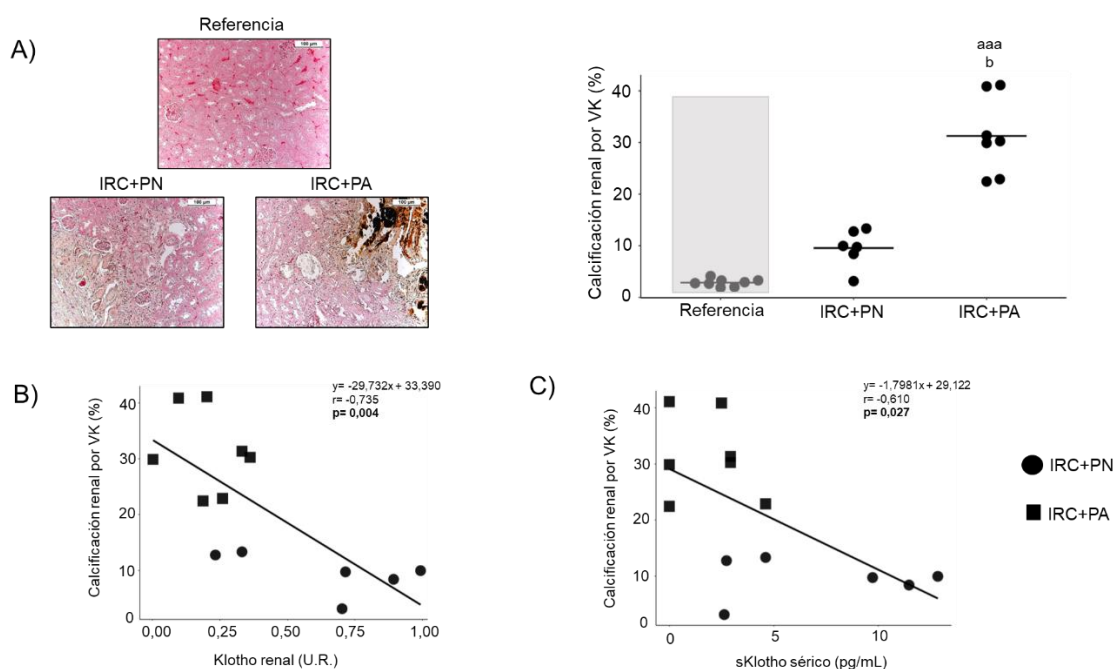 A)
Referencia
100 µm
IRC+PN
IRC+PA
100 µm
100 µm
Calcificación renal por VK (%)
40
30
20
10
0
aaa
b
Referencia
IRC+PN
IRC+PA
B)
Calcificación renal por VK (%)
40
30
20
10
0
y= -29,732x + 33,390
r= -0,735
p= 0,004
0,00
0,25
0,50
0,75
1,00
Klotho renal (U.R.)
C)
Calcificación renal por VK (%)
40
30
20
10
0
y= -1,7981x + 29,122
r= -0,610
p= 0,027
0
5
10
sKlotho sérico (pg/mL)
IRC+PN
IRC+PA